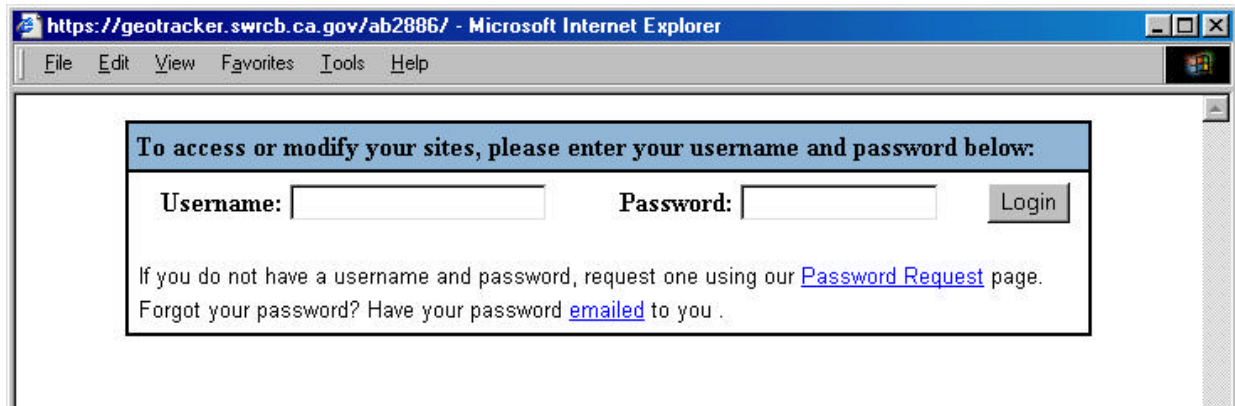 https://geotracker.swrcb.ca.gov/ab2886/ - Microsoft Internet Explorer
File Edit View Favorites Tools Help
To access or modify your sites, please enter your username and password below:
Username: Password: Login
If you do not have a username and password, request one using our Password Request page.
Forgot your password? Have your password emailed to you .